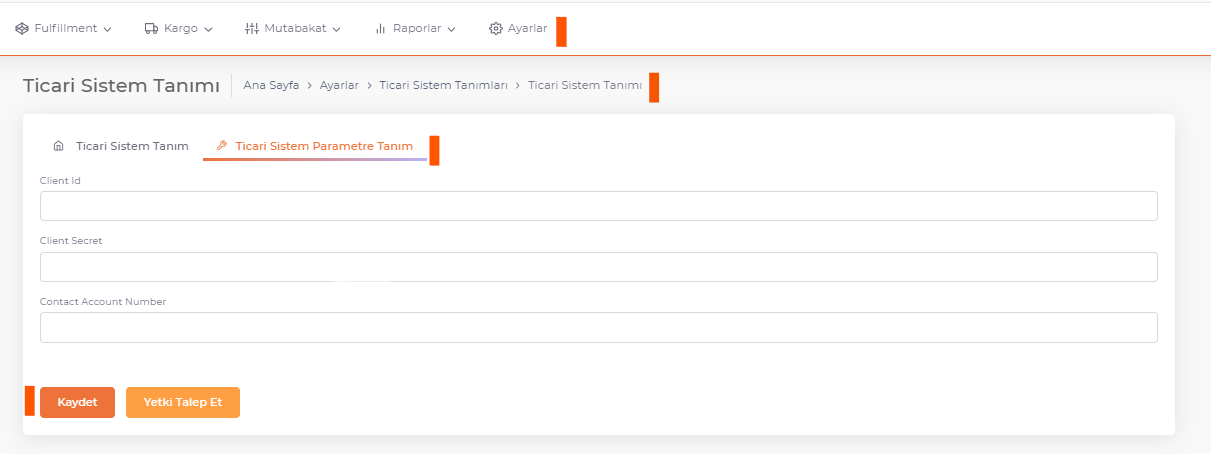 Fulfillment Kargo Mutabakat Raporlar Ayarlar
Ticari Sistem Tanımı Ana Sayfa > Ayarlar > Ticari Sistem Tanımları > Ticari Sistem Tanımı
Ticari Sistem Tanım Ticari Sistem Parametre Tanım
Client Id
Client Secret
Contact Account Number
Kaydet Yetki Talep Et